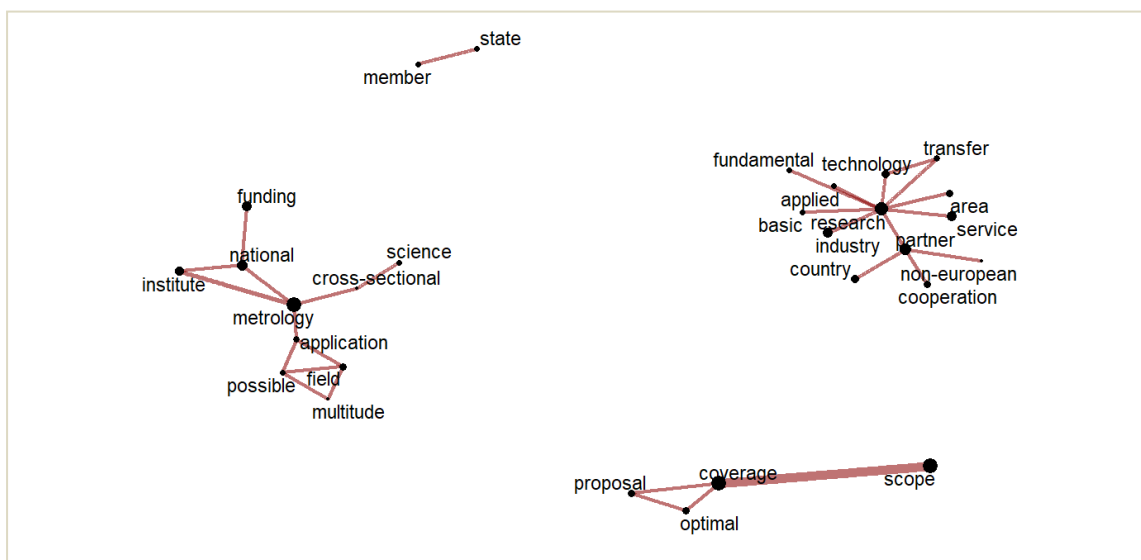 state
member
transfer
fundamental
technology
applied
area
basic
research
service
industry
partner
country
non-european
cooperation
funding
national
science
institute
cross-sectional
metrology
application
possible
field
multitude
proposal
coverage
scope
optimal